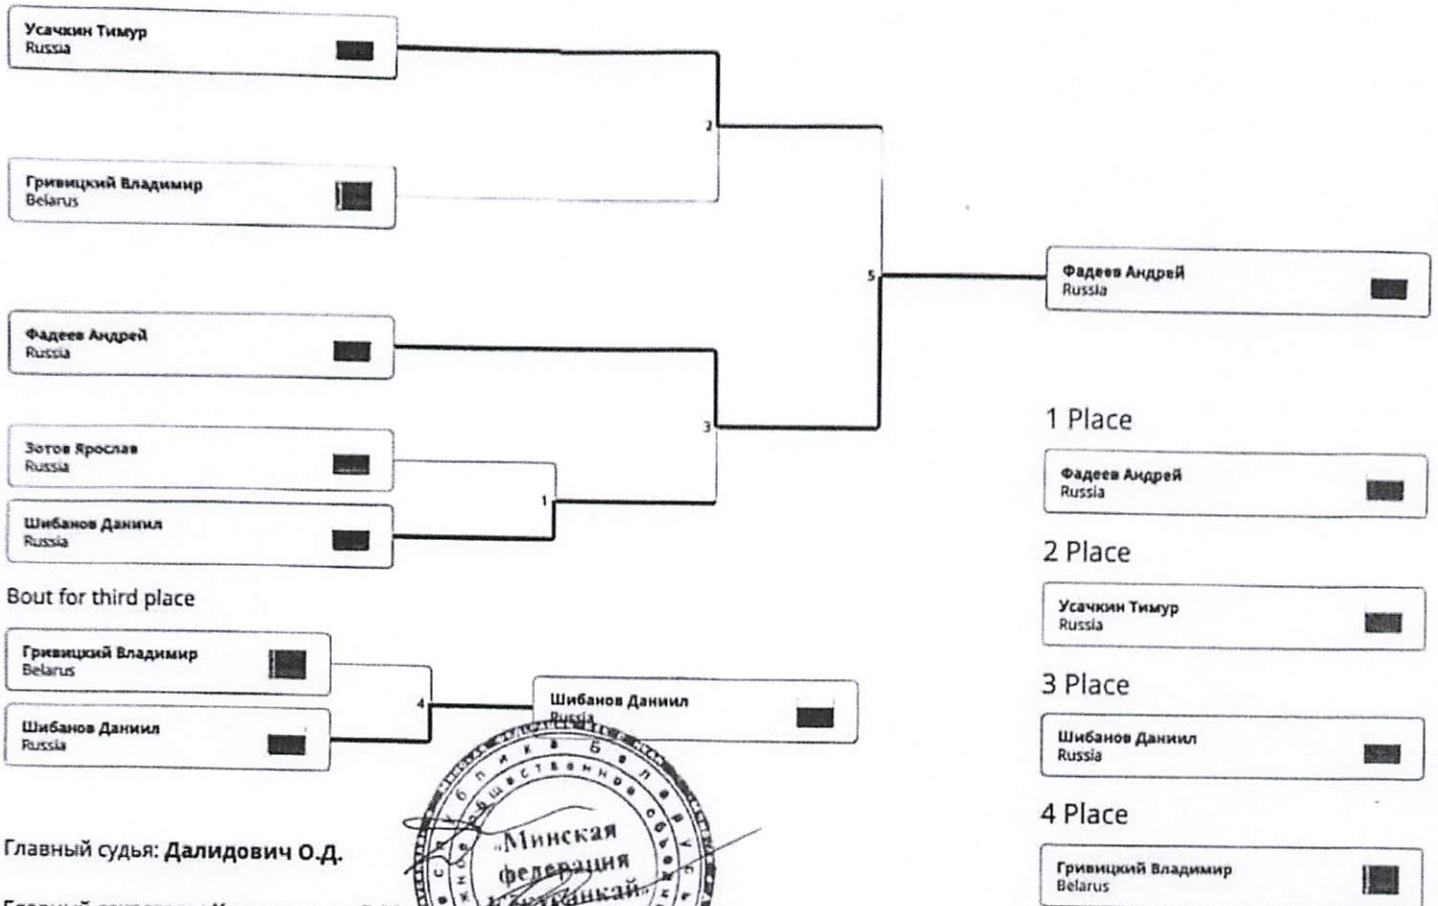 Усачкин Тимур
Russia
2
Гривицкий Владимир
Belarus
5
Фадеев Андрей
Russia
Фадеев Андрей
Russia
3
Зотов Ярослав
Russia
1
Шибанов Даниил
Russia
Bout for third place
Гривицкий Владимир
Belarus
4
Шибанов Даниил
Russia
Шибанов Даниил
Russia
1 Place
Фадеев Андрей
Russia
2 Place
Усачкин Тимур
Russia
3 Place
Шибанов Даниил
Russia
4 Place
Гривицкий Владимир
Belarus
Главный судья: Далидович О.Д.
Беларусь
„Минская
федерация